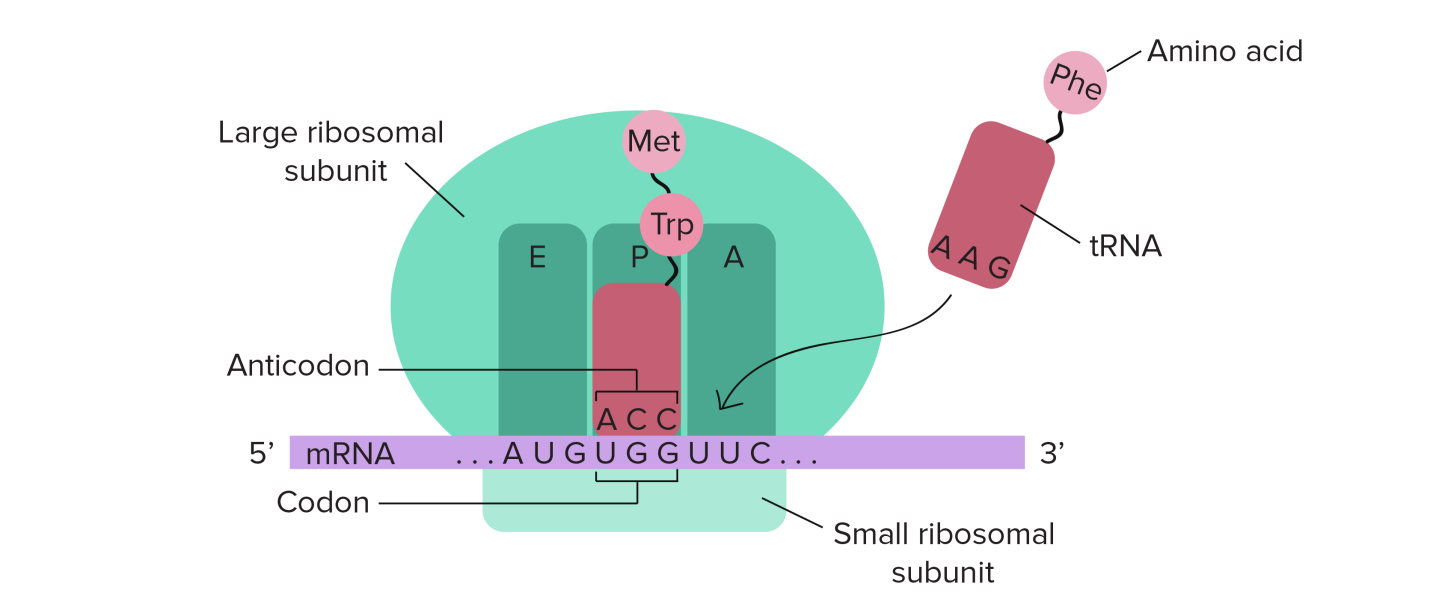 Amino acid
Phe
Large ribosomal
subunit
Met
Trp
E P A
tRNA
A A G
Anticodon
A C C
5’ mRNA ...A U G U G G U U C... 3’
Codon
Small ribosomal
subunit